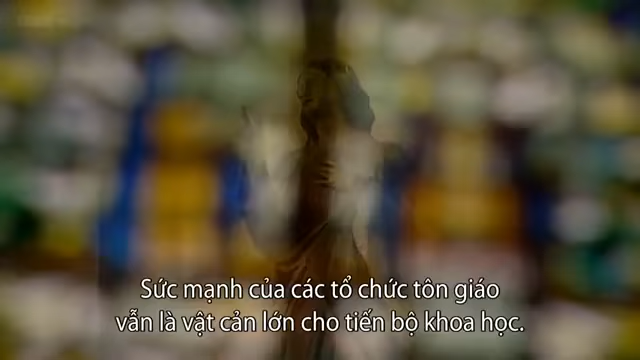 Sức mạnh của các tổ chức tôn giáo
vẫn là vật cản lớn cho tiến bộ khoa học.